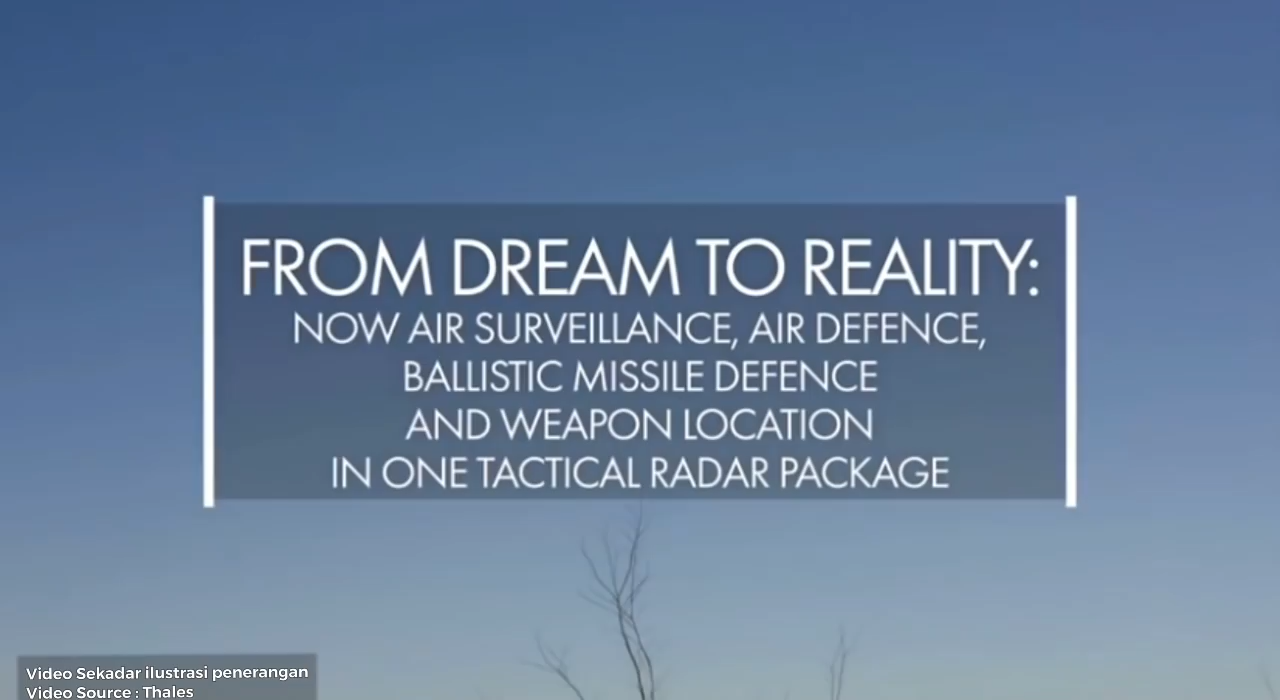 FROM DREAM TO REALITY:
NOW AIR SURVEILLANCE, AIR DEFENCE,
BALLISTIC MISSILE DEFENCE
AND WEAPON LOCATION
IN ONE TACTICAL RADAR PACKAGE
Video Sekadar ilustrasi penerangan
Video Source : Thales